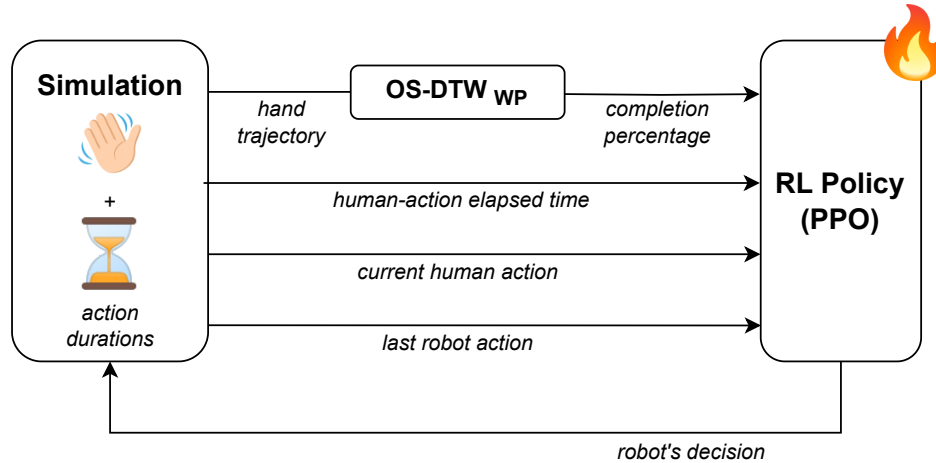 Simulation
+
action
durations
hand
trajectory
OS-DTW WP
completion
percentage
human-action elapsed time
current human action
last robot action
RL Policy
(PPO)
robot's decision